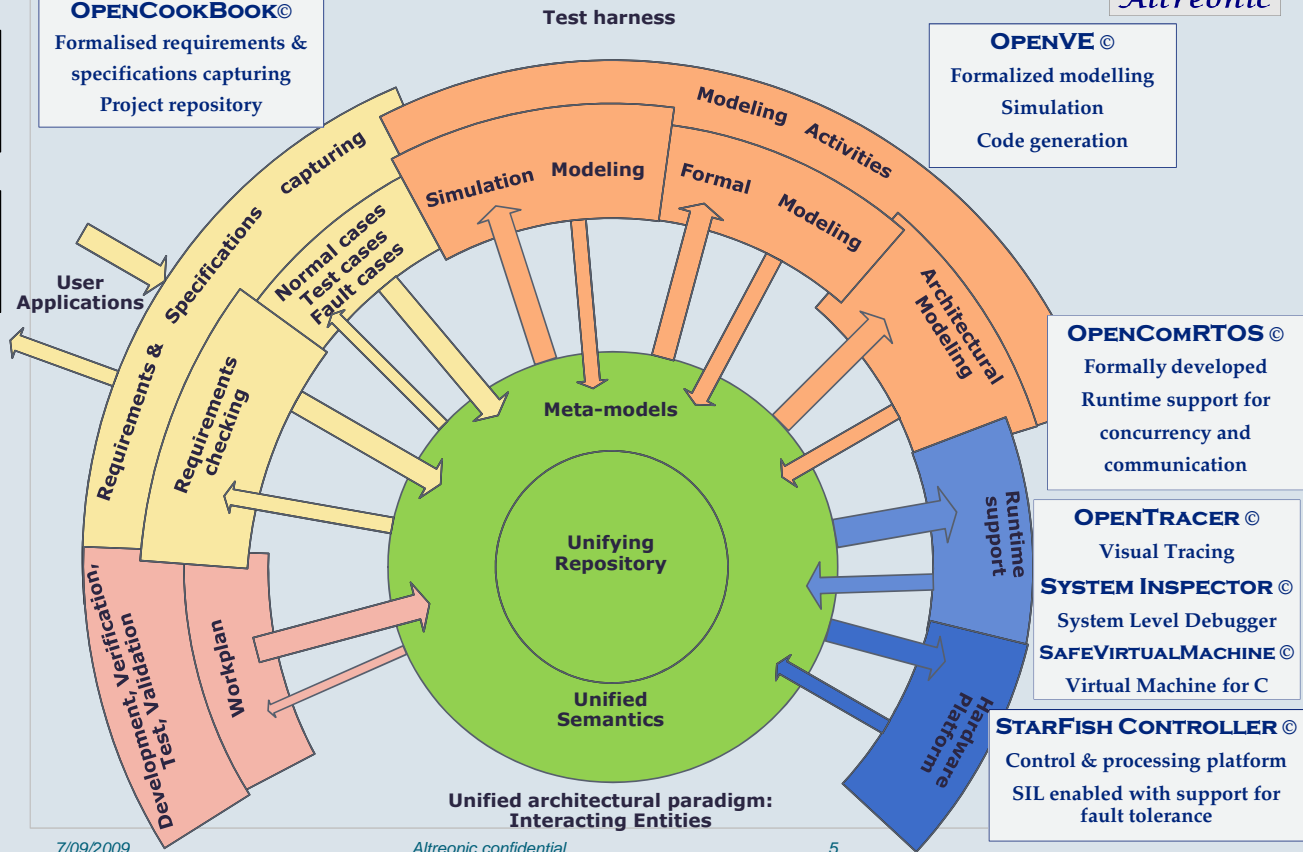 OPENCOOKBOOK©
Formalised requirements &
specifications capturing
Project repository
Test harness
Altreonic
OPENVE ©
Formalized modelling
Simulation
Code generation
Modeling Activities
Simulation Modeling
Formal Modeling
Architectural
Modeling
Requirements & Specifications capturing
Normal cases
Test cases
Fault cases
User
Applications
Requirements
checking
OPENCOMRTOS ©
Formally developed
Runtime support for
concurrency and
communication
Meta-models
Unifying
Repository
Unified
Semantics
Runtime
support
OPENTRACER ©
Visual Tracing
SYSTEM INSPECTOR ©
System Level Debugger
SAFEVIRTUALMACHINE ©
Virtual Machine for C
Development, Verification,
Test, Validation
Workplan
Hardware
Platform
STARFISH CONTROLLER ©
Control & processing platform
SIL enabled with support for
fault tolerance
Unified architectural paradigm:
Interacting Entities
7/09/2009
Altreonic confidential
5